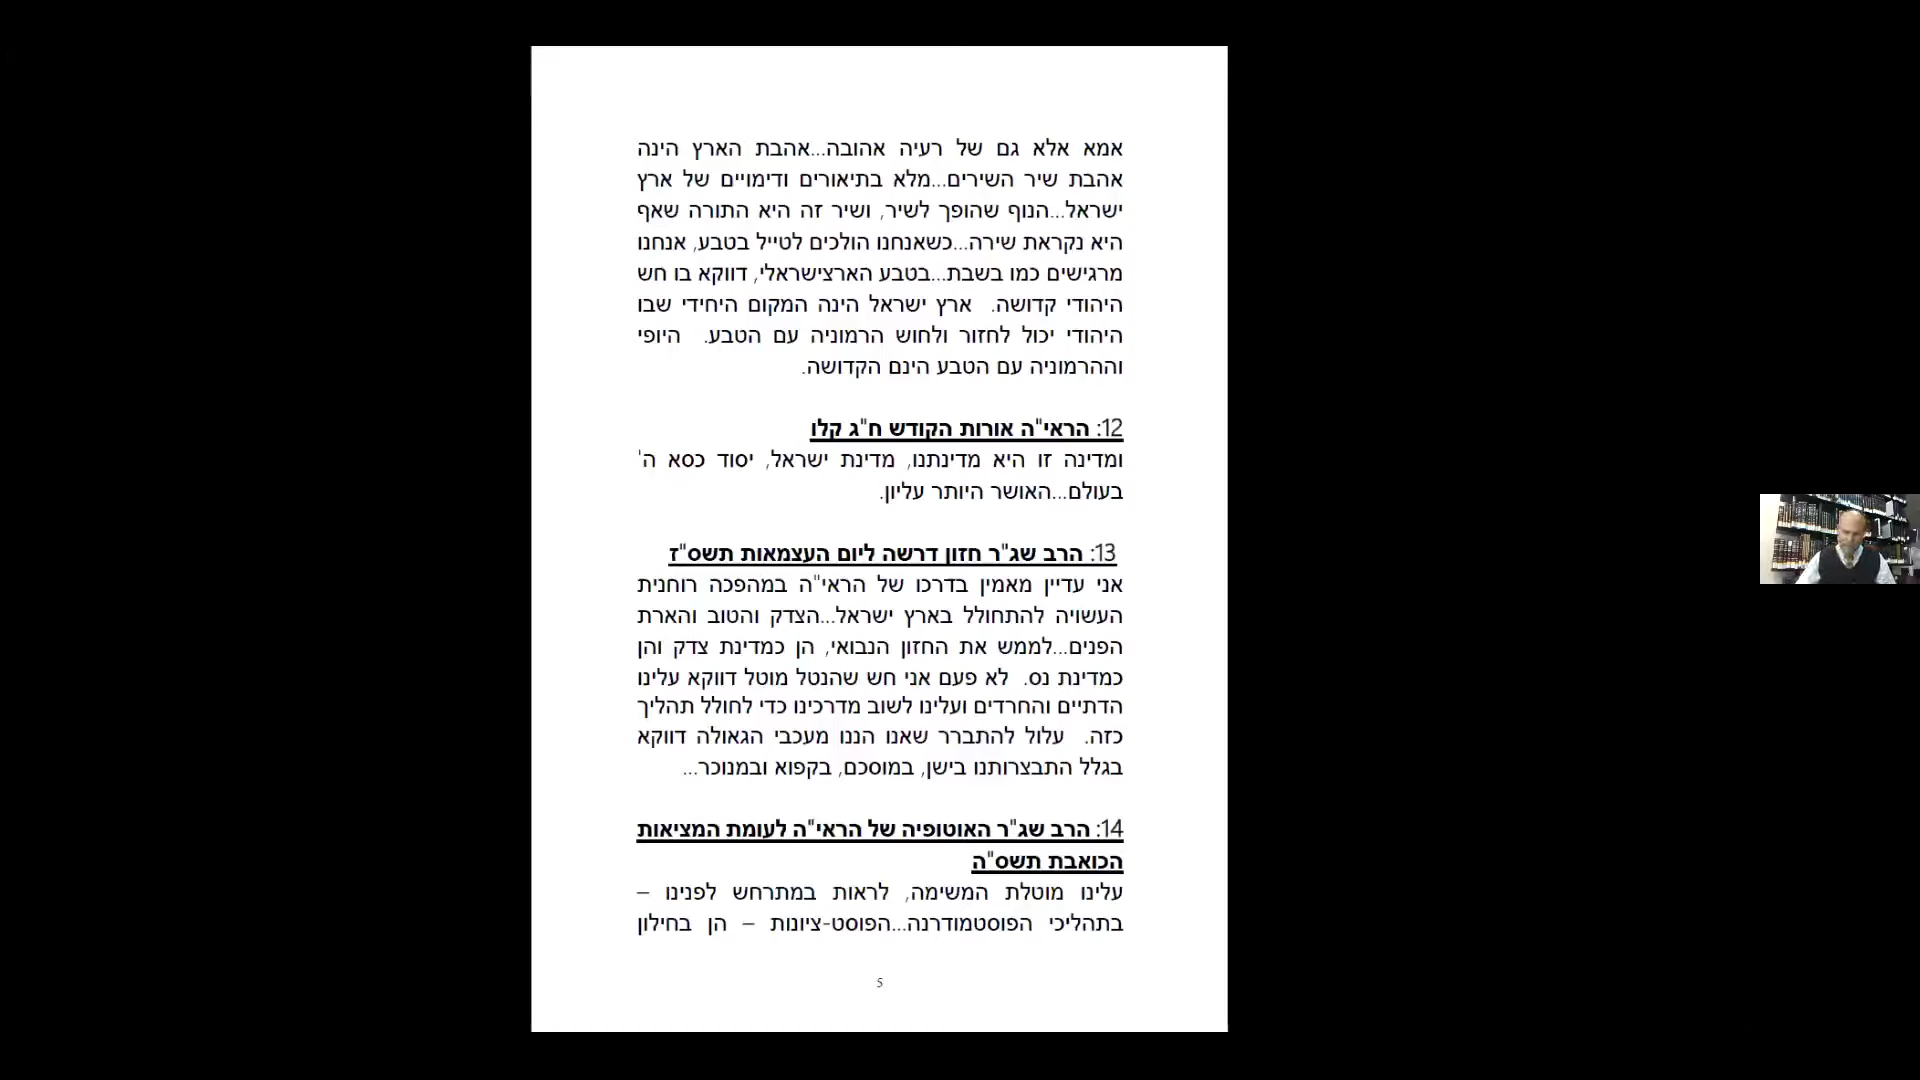 אמא אלא גם של רעיה אהובה...אהבת הארץ הינה
אהבת שיר השירים...מלא בתיאורים ודימויים של ארץ
ישראל...הנוף שהופך לשיר, ושיר זה היא התורה שאף
היא נקראת שירה...כשאנחנו הולכים לטייל בטבע, אנחנו
מרגישים כמו בשבת...בטבע הארצישראלי, דווקא בו חש
היהודי קדושה.  ארץ ישראל הינה המקום היחידי שבו
היהודי יכול לחזור ולחוש הרמוניה עם הטבע.  היופי
וההרמוניה עם הטבע הינם הקדושה.
12: הראי"ה אורות הקודש ח"ג קלו
ומדינה זו היא מדינתנו, מדינת ישראל, יסוד כסא ה'
בעולם...האושר היותר עליון.
13: הרב שג"ר חזון דרשה ליום העצמאות תשס"ז
אני עדיין מאמין בדרכו של הראי"ה במהפכה רוחנית
העשויה להתחולל בארץ ישראל...הצדק והטוב והארת
הפנים...לממש את החזון הנבואי, הן כמדינת צדק והן
כמדינת נס.  לא פעם אני חש שהנטל מוטל דווקא עלינו
הדתיים והחרדים ועלינו לשוב מדרכינו כדי לחולל תהליך
כזה.  עלול להתברר שאנו הננו מעכבי הגאולה דווקא
בגלל התבצרותנו בישן, במוסכם, בקפוא ובמנוכר...
14: הרב שג"ר האוטופיה של הראי"ה לעומת המציאות
הכואבת תשס"ה
עלינו מוטלת המשימה, לראות במתרחש לפנינו –
בתהליכי הפוסטמודרנה...הפוסט-ציונות – הן בחילון
5